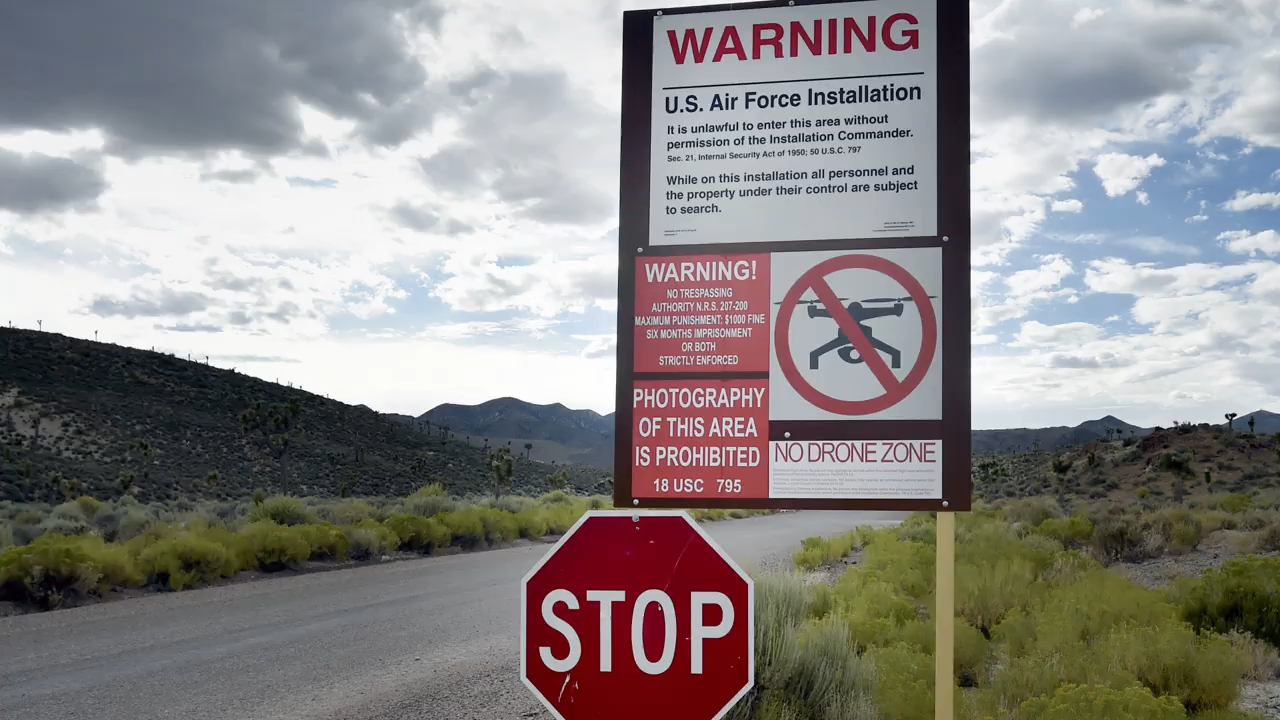 WARNING
U.S. Air Force Installation
It is unlawful to enter this area without
permission of the Installation Commander.
Sec. 21, Internal Security Act of 1950; 50 U.S.C. 797
While on this installation all personnel and
the property under their control are subject
to search.
WARNING!
NO TRESPASSING
AUTHORITY N.R.S. 207-200
MAXIMUM PUNISHMENT: $1000 FINE
SIX MONTHS IMPRISONMENT
OR BOTH
STRICTLY ENFORCED
PHOTOGRAPHY
OF THIS AREA
IS PROHIBITED
18 USC 795
NO DRONE ZONE
STOP